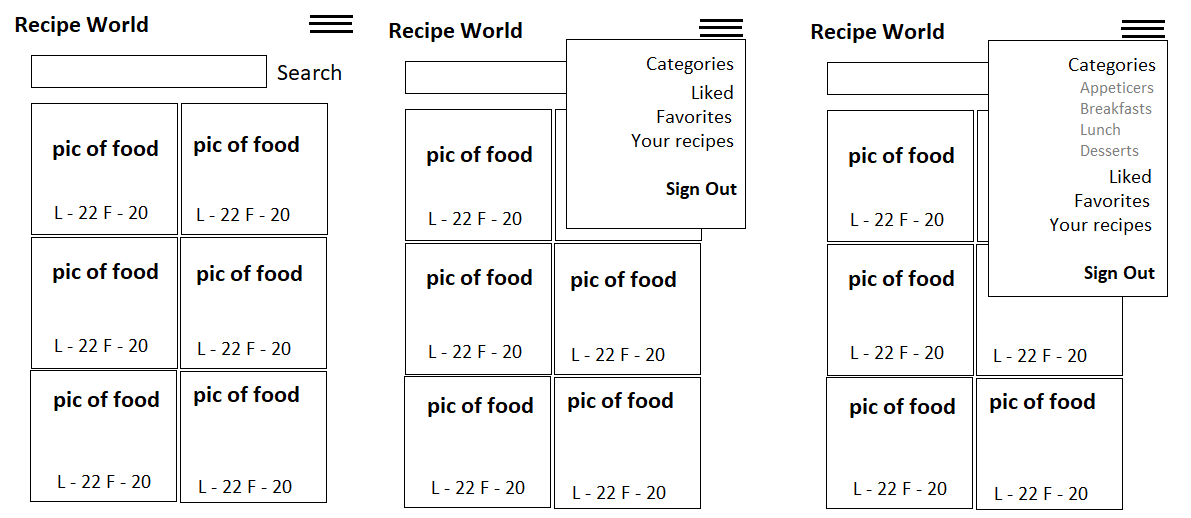 Recipe World
Search
pic of food pic of food
L - 22 F - 20 L - 22 F - 20
pic of food pic of food
L - 22 F - 20 L - 22 F - 20
pic of food pic of food
L - 22 F - 20 L - 22 F - 20
Recipe World
Categories
Liked
Favorites
Your recipes
Sign Out
pic of food
L - 22 F - 20
pic of food pic of food
L - 22 F - 20 L - 22 F - 20
pic of food pic of food
L - 22 F - 20 L - 22 F - 20
Recipe World
Categories
Appeticers
Breakfasts
Lunch
Desserts
Liked
Favorites
Your recipes
Sign Out
pic of food
L - 22 F - 20
pic of food
L - 22 F - 20 L - 22 F - 20
pic of food pic of food
L - 22 F - 20 L - 22 F - 20